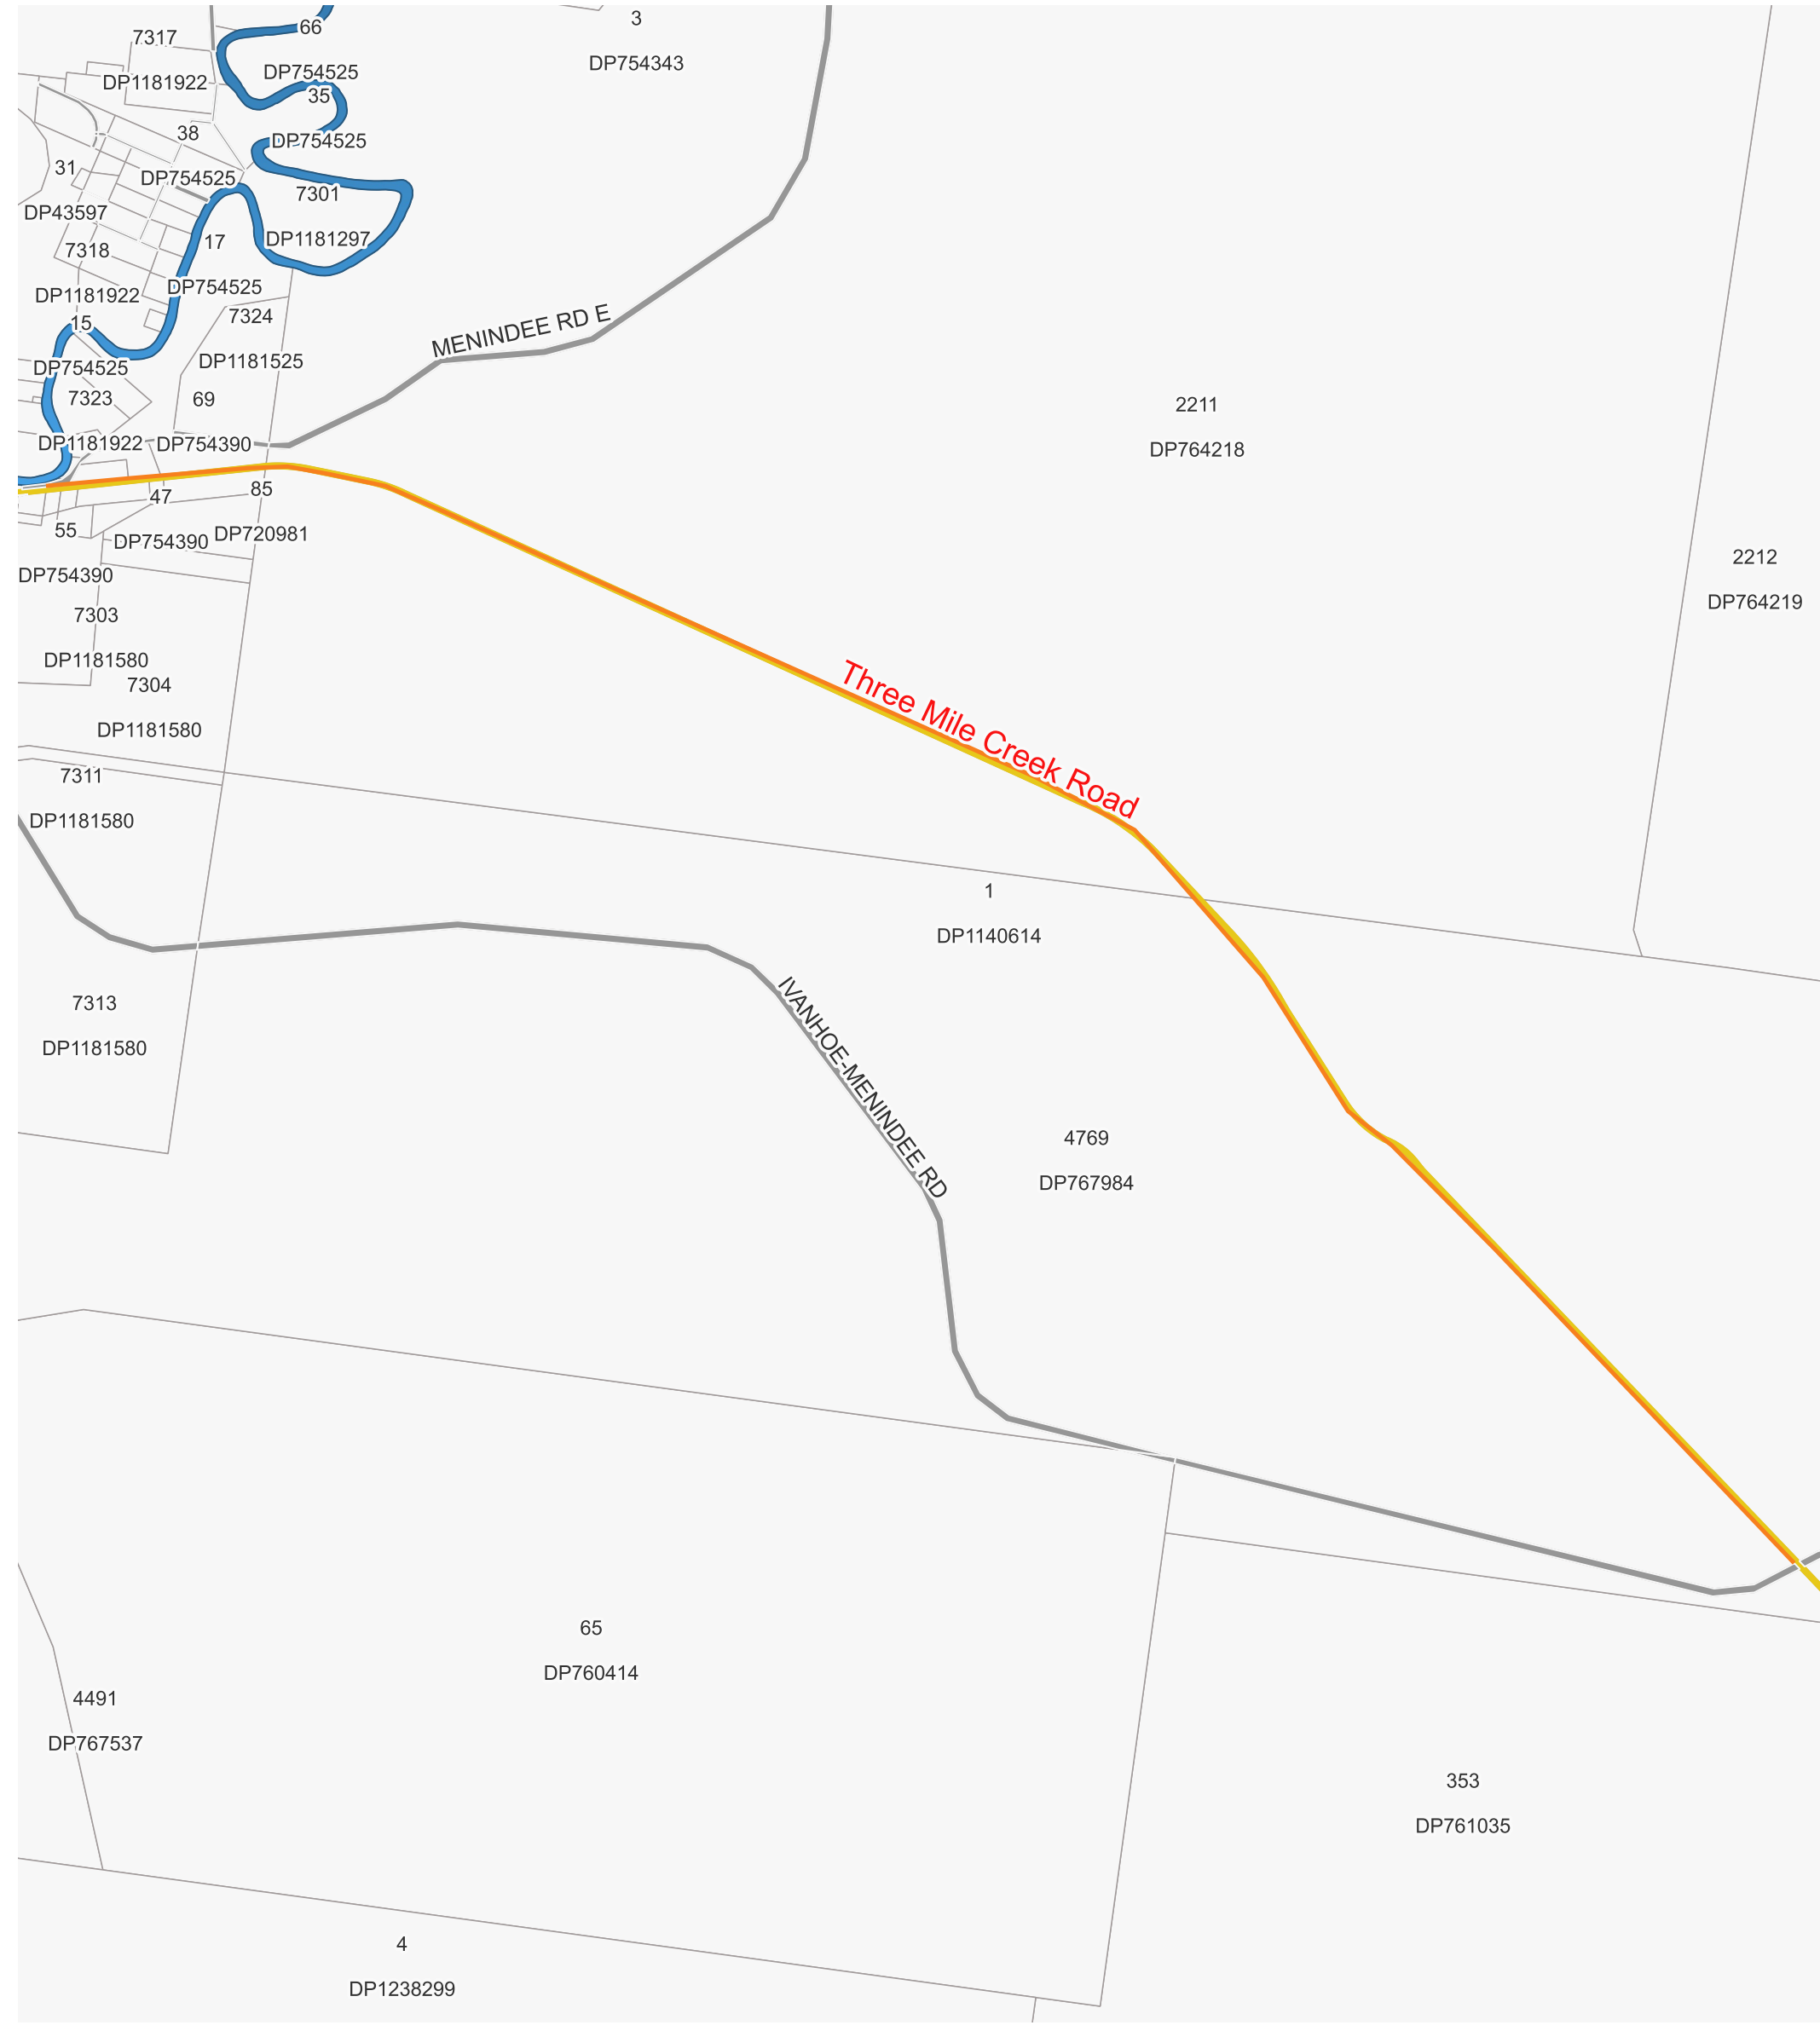 66
3
7317
DP754343
DP754525
DP1181922
35
38
DP754525
31
DP754525
7301
DP43597
17
DP1181297
7318
DP754525
DP1181922
7324
MENINDEE RD E
15
DP1181525
DP754525
7323
69
2211
DP1181922
DP754390
DP764218
47
85
55
DP754390
DP720981
2212
DP754390
DP764219
7303
DP1181580
Three Mile Creek Road
7304
DP1181580
7311
DP1181580
1
DP1140614
7313
IVANHOE-MENINDEE RD
DP1181580
4769
DP767984
65
DP760414
4491
DP767537
353
DP761035
4
DP1238299